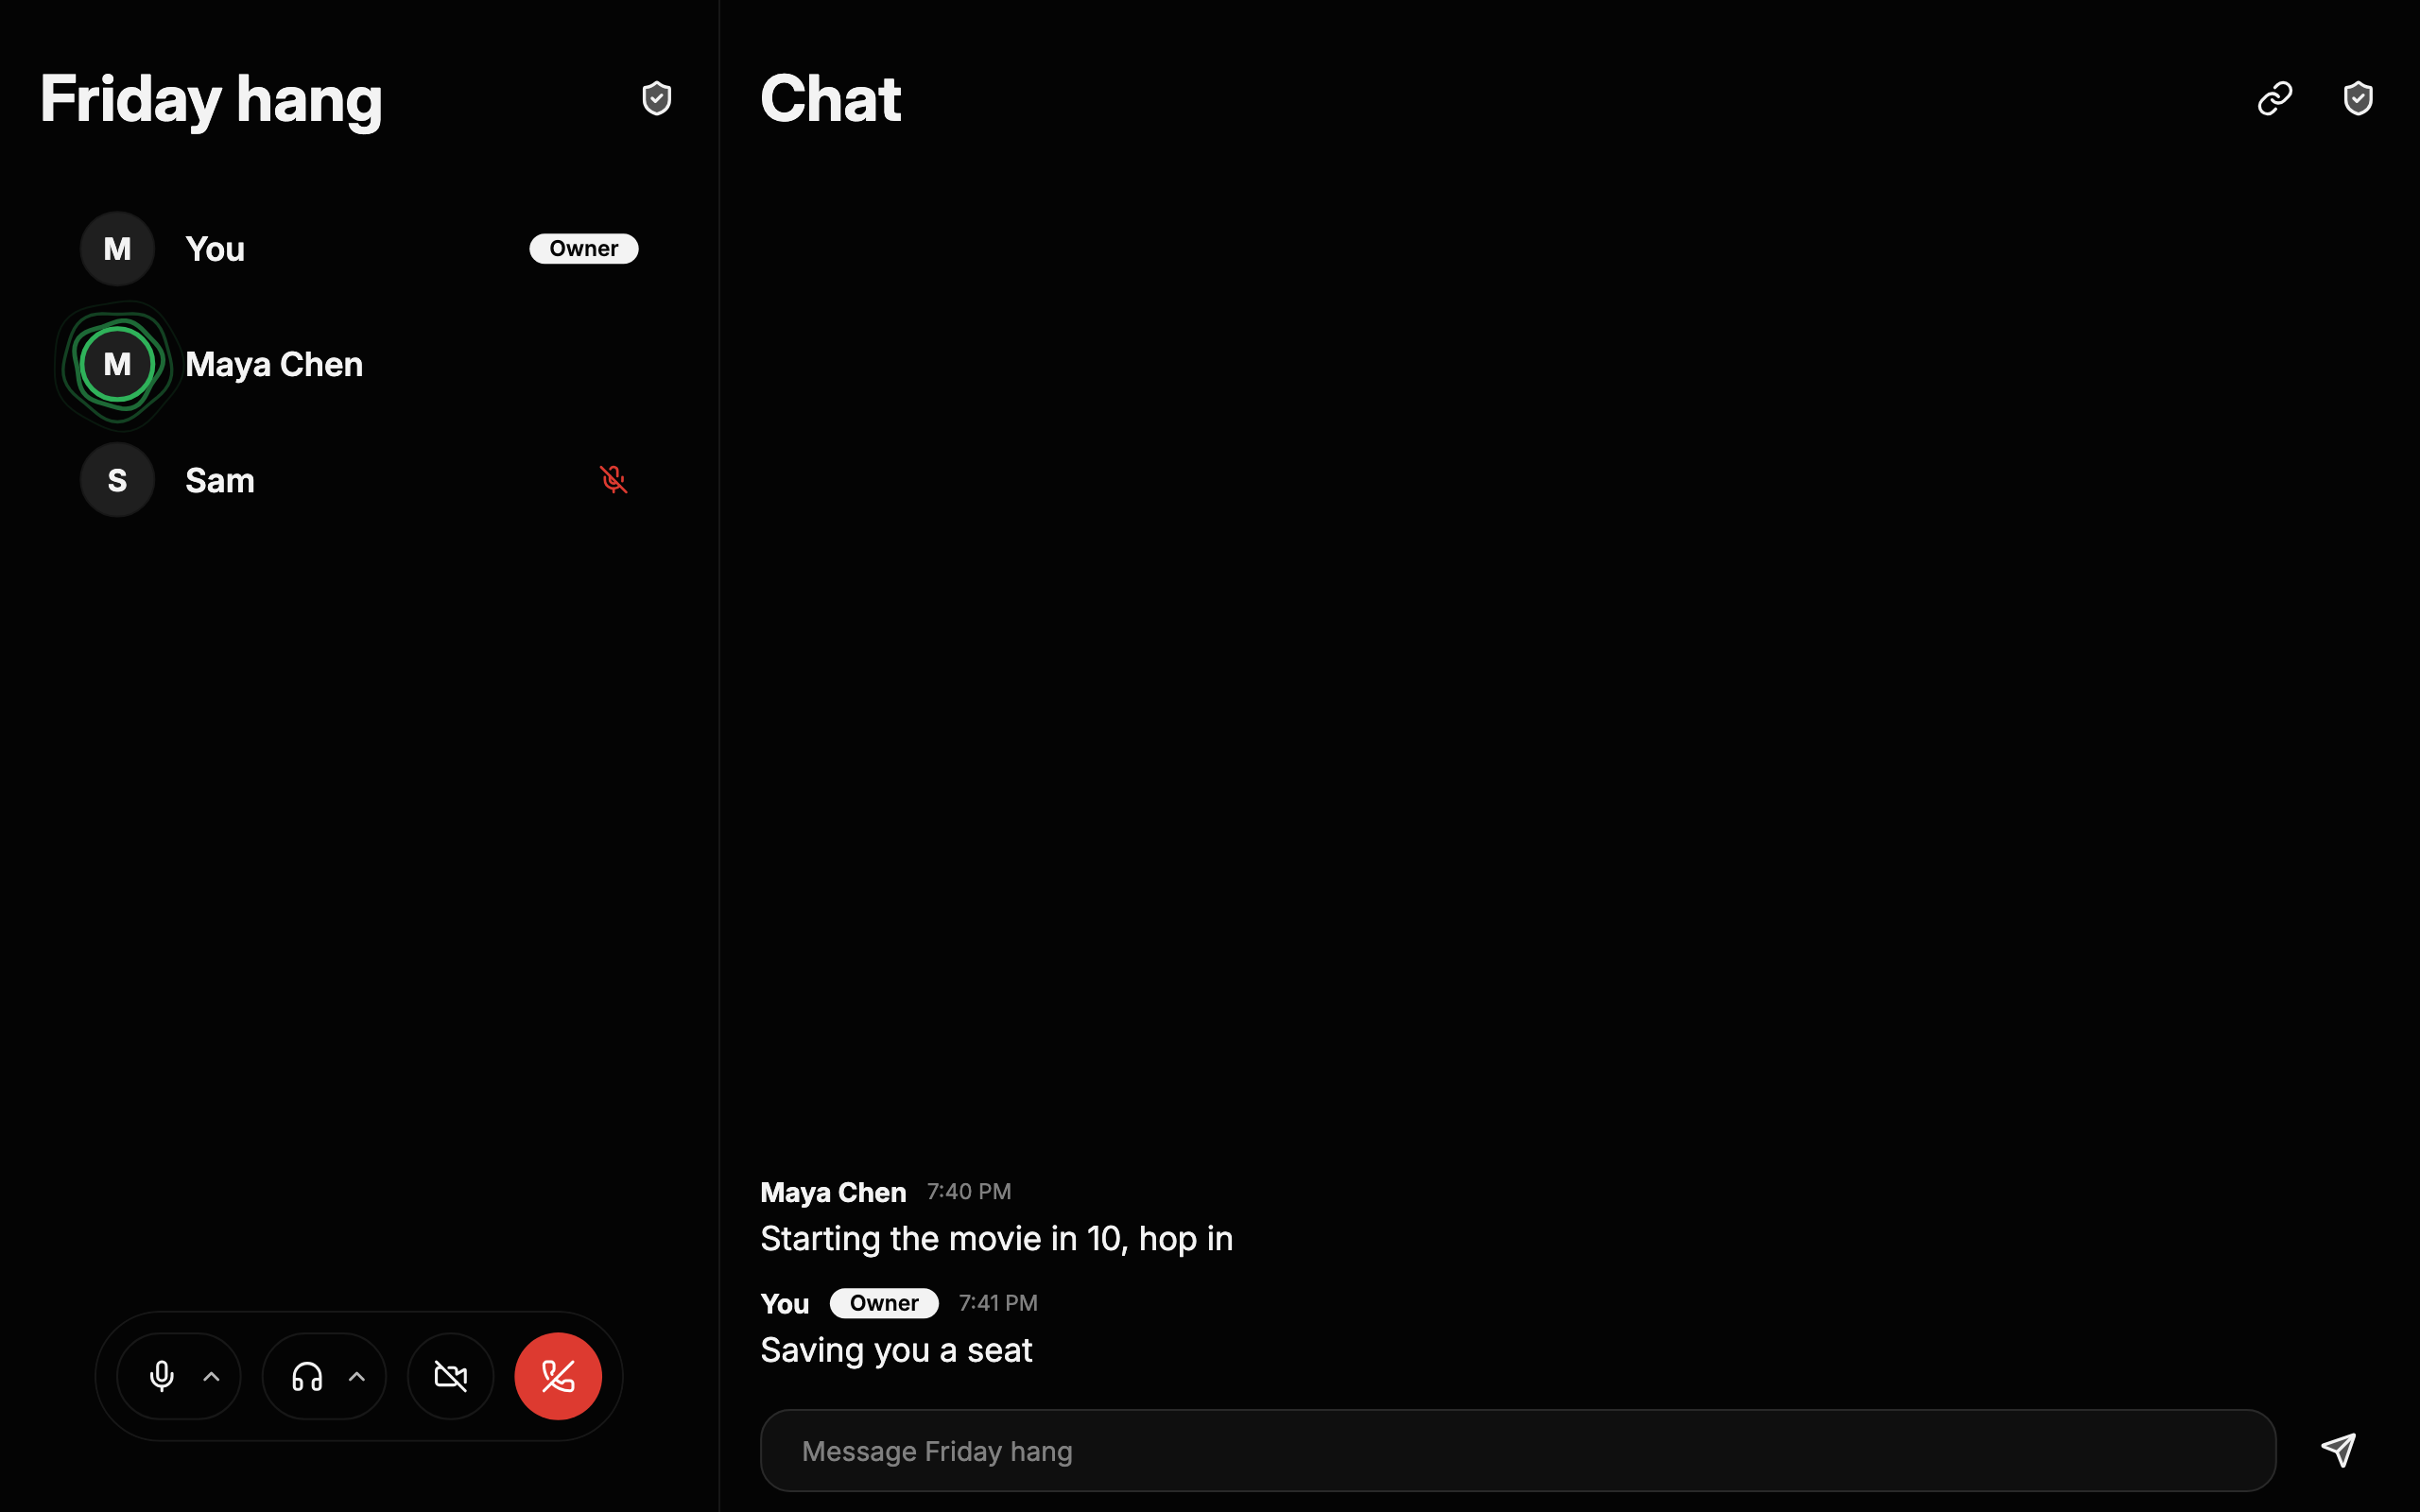 Friday hang
M
You
Owner
M
Maya Chen
S
Sam
Chat
Maya Chen 7:40 PM
Starting the movie in 10, hop in
You Owner 7:41 PM
Saving you a seat
Message Friday hang